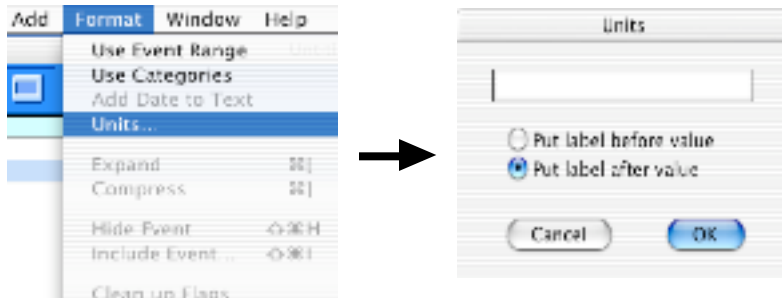 Add Format Window Help
Use Event Range
Use Categories
Add Date to Text
Units...
Expand ⌘[
Compress ⌘]
Hide Event ⇧⌘H
Include Event... ⇧⌘I
Clean up Flags
Units
Put label before value
Put label after value
Cancel OK